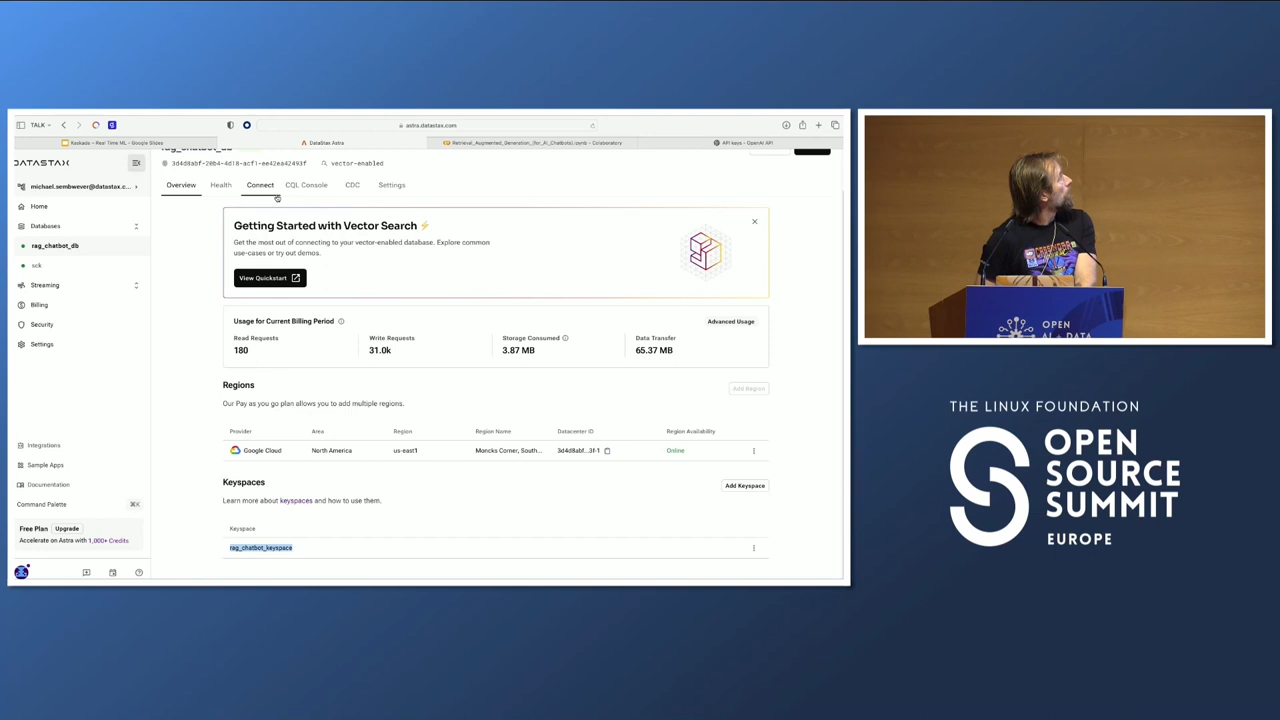 TALK
astra.datastax.com
Kaskada – Real Time ML - Google Slides
DataStax Astra
Retrieval_Augmented_Generation_(for_AI_Chatbots).ipynb - Colaboratory
API keys - OpenAI API
DATASTAX
rag_chatbot_db
3d4d8abf-20b4-4d18-acf1-ee42ea42493f
vector-enabled
michael.sembwever@datastax.c...
Overview
Health
Connect
CQL Console
CDC
Settings
Home
Databases
rag_chatbot_db
sck
Streaming
Billing
Security
Settings
Getting Started with Vector Search ⚡
Get the most out of connecting to your vector-enabled database. Explore common
use-cases or try out demos.
View Quickstart
Usage for Current Billing Period
Advanced Usage
Read Requests
Write Requests
Storage Consumed
Data Transfer
180
31.0k
3.87 MB
65.37 MB
Regions
Add Region
Our Pay as you go plan allows you to add multiple regions.
Provider
Area
Region
Region Name
Datacenter ID
Region Availability
Google Cloud
North America
us-east1
Moncks Corner, South...
3d4d8abf...3f-1
Online
Keyspaces
Add Keyspace
Learn more about keyspaces and how to use them.
Keyspace
rag_chatbot_keyspace
Integrations
Sample Apps
Documentation
Command Palette
⌘K
Free Plan
Upgrade
Accelerate on Astra with 1,000+ Credits
OPEN
AI + DATA
THE LINUX FOUNDATION
OPEN
SOURCE
SUMMIT
EUROPE